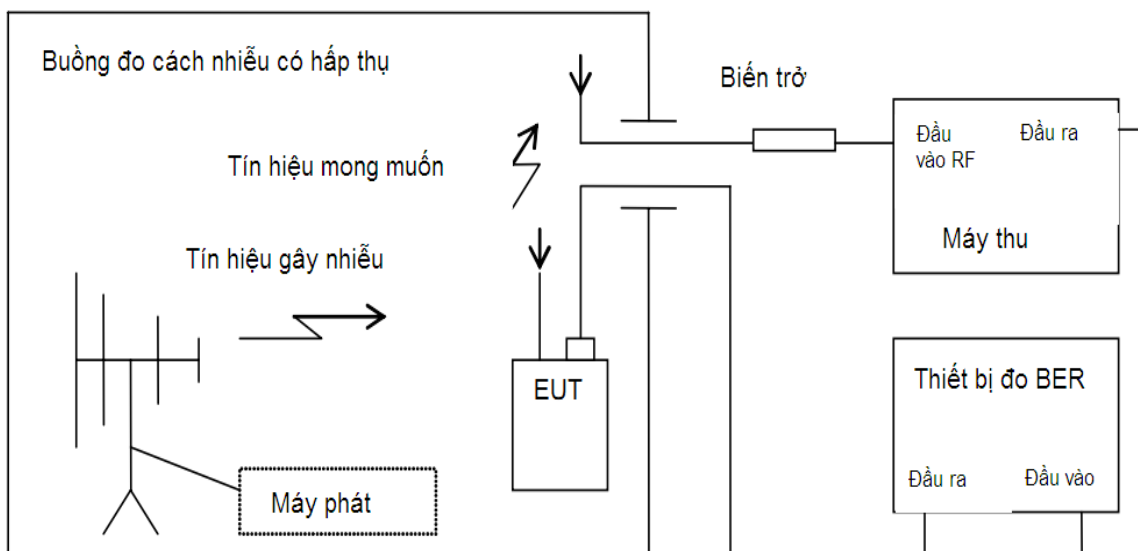 Buồng đo cách nhiễu có hấp thụ
Biến trở
Đầu
vào RF
Đầu ra
Tín hiệu mong muốn
Máy thu
Tín hiệu gây nhiễu
EUT
Thiết bị đo BER
Máy phát
Đầu ra
Đầu vào